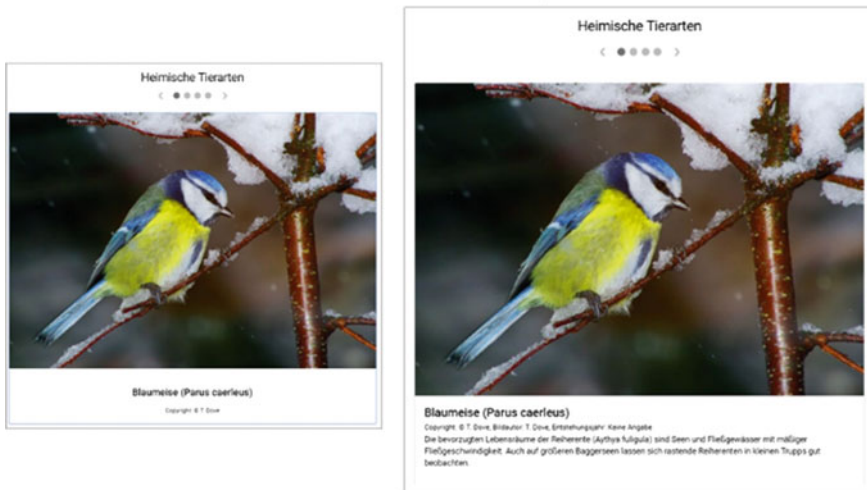 Heimische Tierarten
Blaumeise (Parus caerleus)
Copyright: © T. Dove
Heimische Tierarten
Blaumeise (Parus caerleus)
Copyright: © T. Dove, Bildautor: T. Dove, Entstehungsjahr: Keine Angabe
Die bevorzugten Lebensräume der Reiherente (Aythya fuligula) sind Seen und Fließgewässer mit mäßiger
Fließgeschwindigkeit. Auch auf größeren Baggerseen lassen sich rastende Reiherenten in kleinen Trupps gut
beobachten.